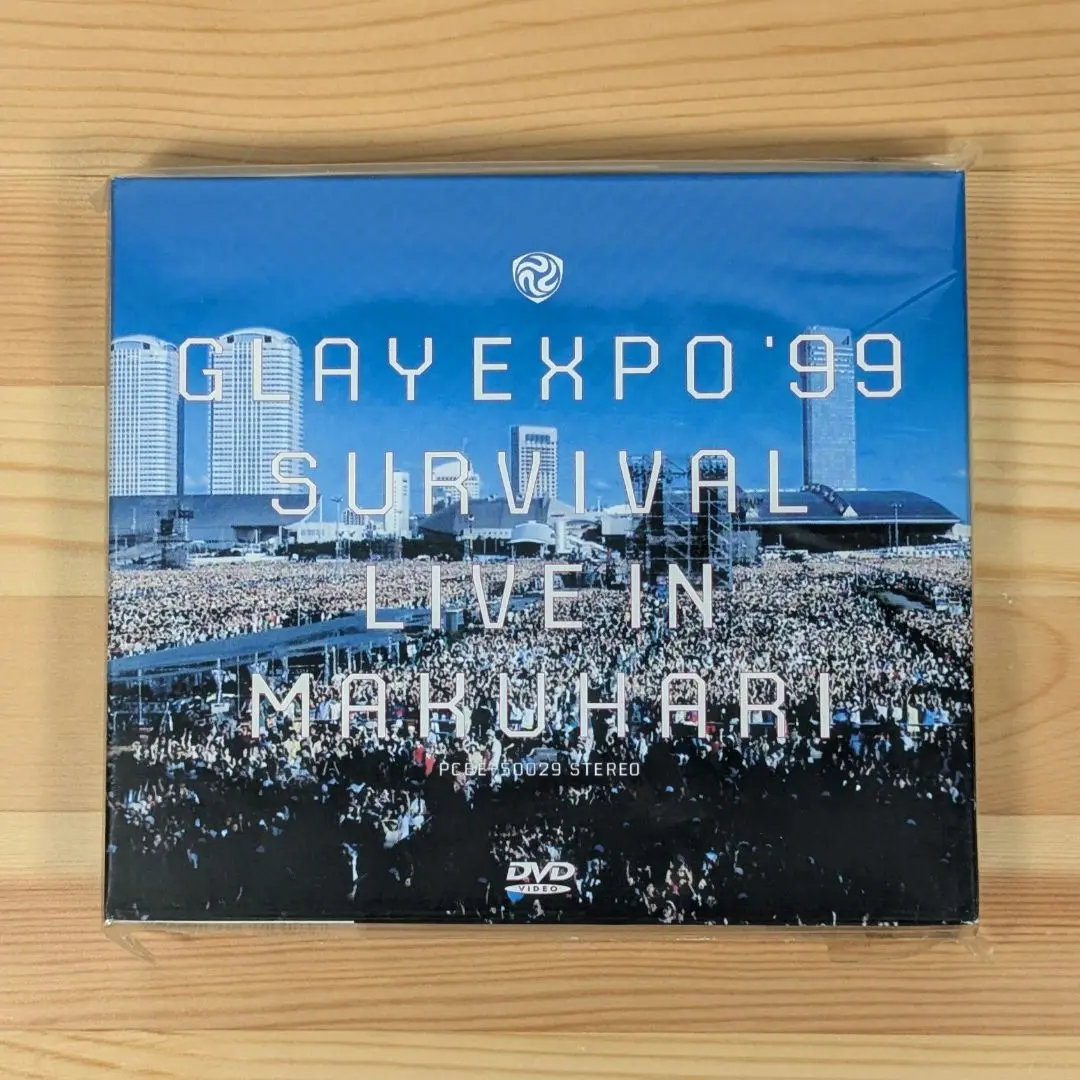 GLAY EXPO '99
SURVIVAL
LIVE IN
MAKUHARI
PCBE-50029 STEREO
DVD
VIDEO